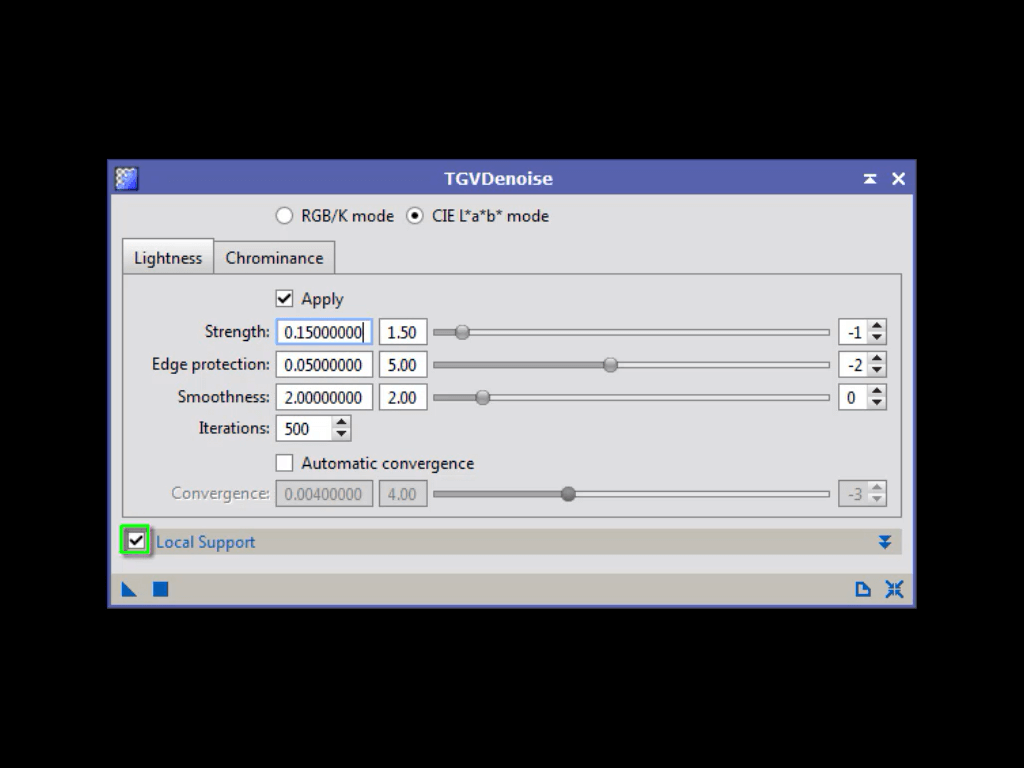 TGVDenoise
RGB/K mode CIE L*a*b* mode
Lightness Chrominance
Apply
Strength: 0.15000000 1.50 -1
Edge protection: 0.05000000 5.00 -2
Smoothness: 2.00000000 2.00 0
Iterations: 500
Automatic convergence
Convergence: 0.00400000 4.00 -3
Local Support